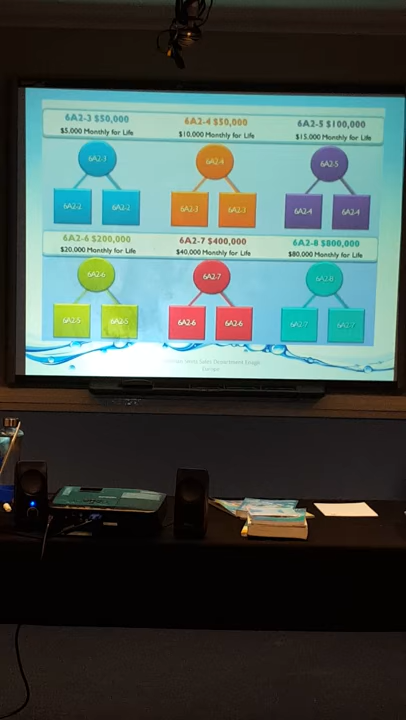 6A2-3 $50,000
$5,000 Monthly for Life
6A2-4 $50,000
$10,000 Monthly for Life
6A2-5 $100,000
$15,000 Monthly for Life
6A2-3
6A2-2
6A2-2
6A2-4
6A2-3
6A2-3
6A2-5
6A2-4
6A2-4
6A2-6 $200,000
$20,000 Monthly for Life
6A2-7 $400,000
$40,000 Monthly for Life
6A2-8 $800,000
$80,000 Monthly for Life
6A2-6
6A2-5
6A2-5
6A2-7
6A2-6
6A2-6
6A2-8
6A2-7
6A2-7
Sales Department Enagic
Europe